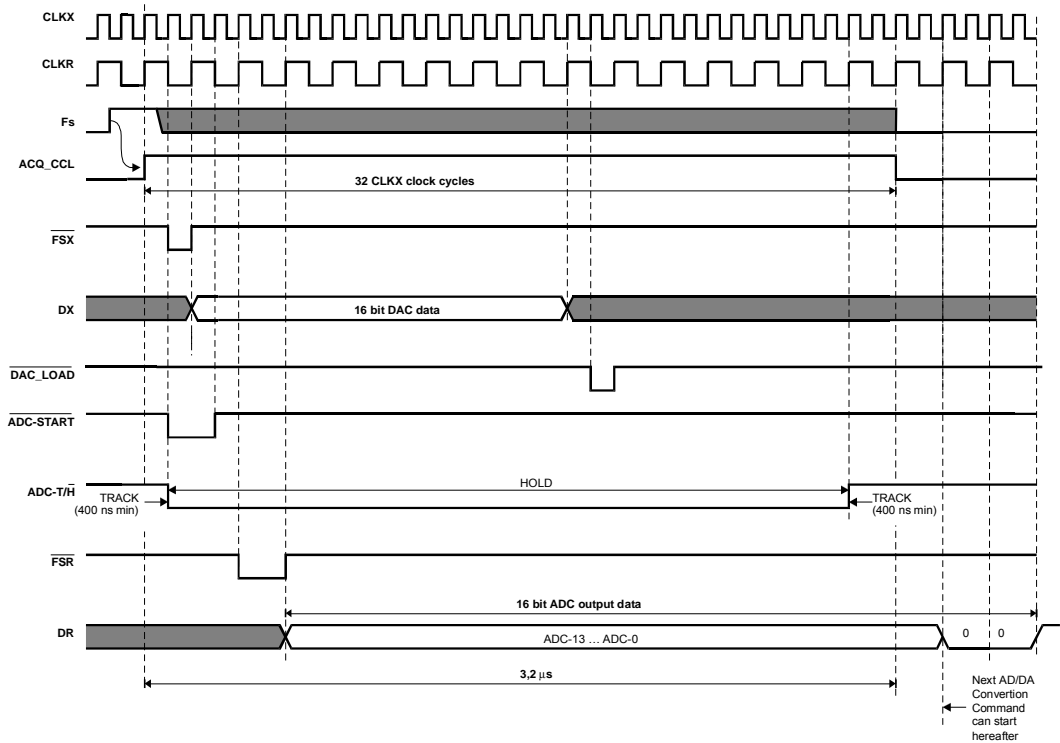 CLKX
CLKR
Fs
ACQ_CCL
32 CLKX clock cycles
FSX
DX
16 bit DAC data
DAC_LOAD
ADC-START
HOLD
ADC-T/H
TRACK
(400 ns min)
TRACK
(400 ns min)
FSR
16 bit ADC output data
DR
ADC-13 ... ADC-0
0
0
3,2 µs
Next AD/DA
Convertion
Command
can start
hereafter